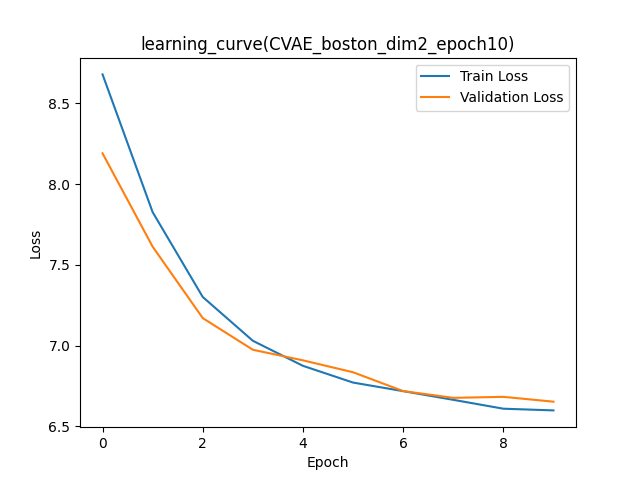 learning_curve(CVAE_boston_dim2_epoch10)
Train Loss
Validation Loss
8.5
8.0
7.5
7.0
6.5
Loss
0
2
4
6
8
Epoch